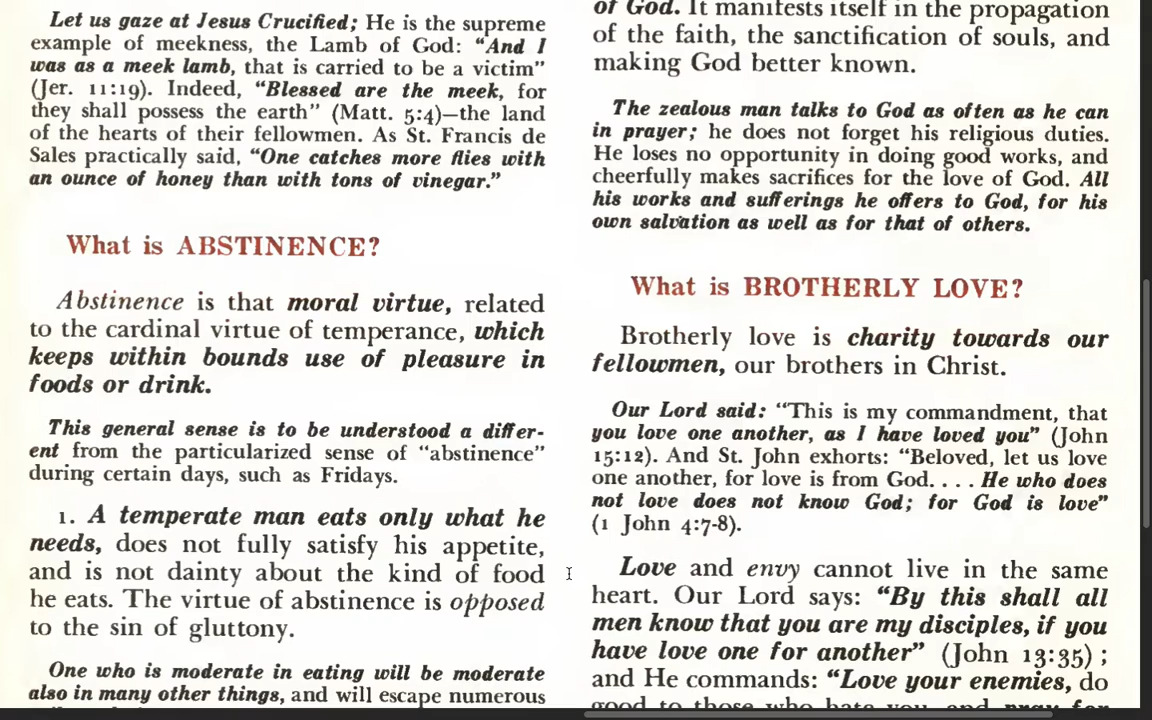 Let us gaze at Jesus Crucified; He is the supreme
example of meekness, the Lamb of God: “And I
was as a meek lamb, that is carried to be a victim”
(Jer. 11:19). Indeed, “Blessed are the meek, for
they shall possess the earth” (Matt. 5:4)—the land
of the hearts of their fellowmen. As St. Francis de
Sales practically said, “One catches more flies with
an ounce of honey than with tons of vinegar.”
What is ABSTINENCE?
Abstinence is that moral virtue, related
to the cardinal virtue of temperance, which
keeps within bounds use of pleasure in
foods or drink.
This general sense is to be understood a differ-
ent from the particularized sense of “abstinence”
during certain days, such as Fridays.
1. A temperate man eats only what he
needs, does not fully satisfy his appetite,
and is not dainty about the kind of food
he eats. The virtue of abstinence is opposed
to the sin of gluttony.
One who is moderate in eating will be moderate
also in many other things, and will escape numerous
of God. It manifests itself in the propagation
of the faith, the sanctification of souls, and
making God better known.
The zealous man talks to God as often as he can
in prayer; he does not forget his religious duties.
He loses no opportunity in doing good works, and
cheerfully makes sacrifices for the love of God. All
his works and sufferings he offers to God, for his
own salvation as well as for that of others.
What is BROTHERLY LOVE?
Brotherly love is charity towards our
fellowmen, our brothers in Christ.
Our Lord said: “This is my commandment, that
you love one another, as I have loved you” (John
15:12). And St. John exhorts: “Beloved, let us love
one another, for love is from God. . . . He who does
not love does not know God; for God is love”
(1 John 4:7-8).
Love and envy cannot live in the same
heart. Our Lord says: “By this shall all
men know that you are my disciples, if you
have love one for another” (John 13:35) ;
and He commands: “Love your enemies, do
good to those who hate you, and pray for